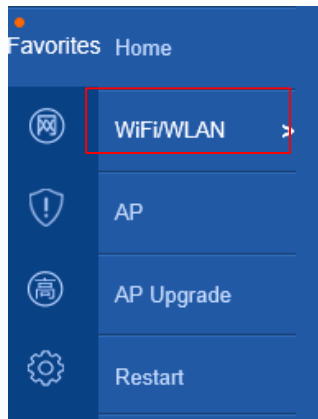 Favorites Home
网 WiFi/WLAN >
AP
高 AP Upgrade
Restart